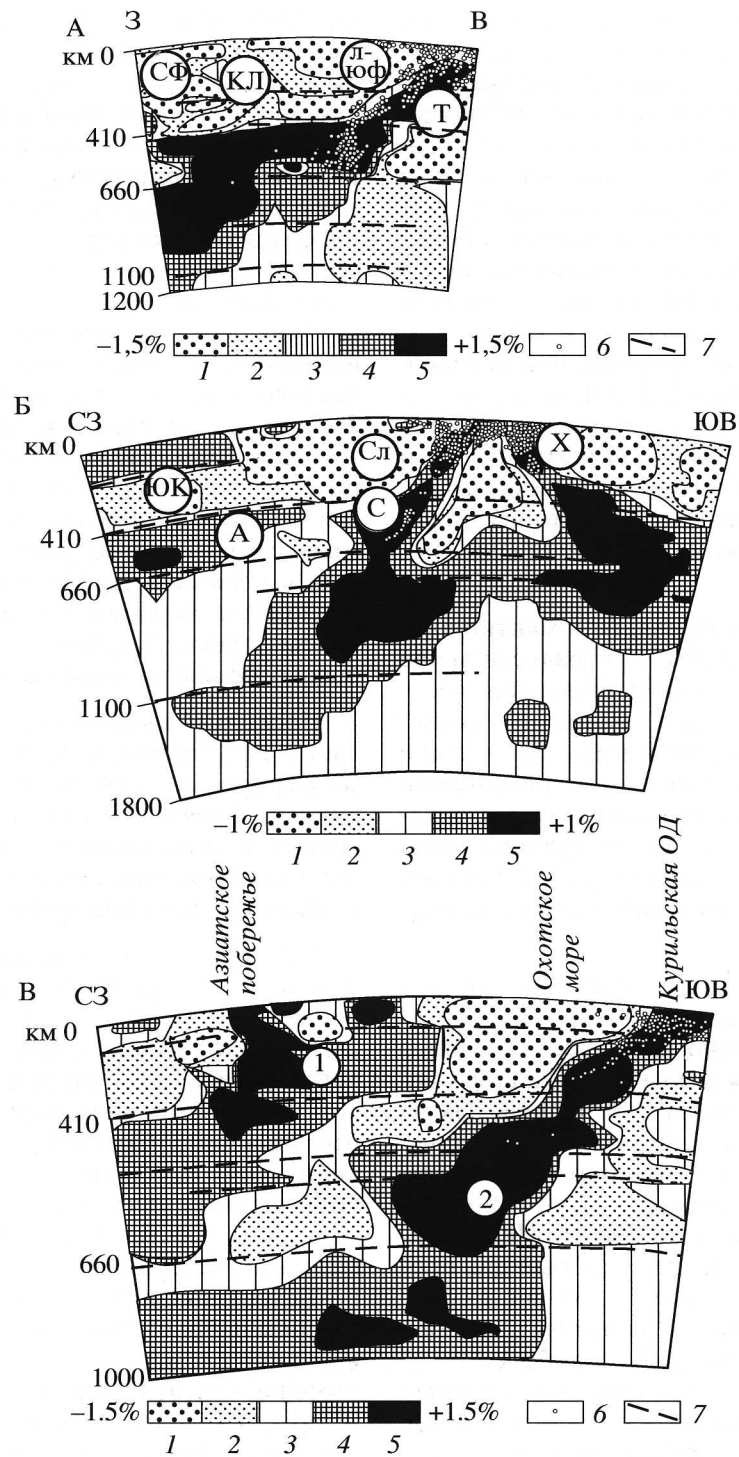 А З В
км 0
СФ КЛ л-юф Т
410
660
1100
1200
–1,5% +1,5% 6 7
1 2 3 4 5
Б СЗ ЮВ
км 0
Сл Х
ЮК С
А
410
660
1100
1800
–1% +1%
1 2 3 4 5
Азиатское побережье
Охотское море
Курильская ОД
В СЗ ЮВ
км 0
1
410
2
660
1000
–1.5% +1.5% 6 7
1 2 3 4 5